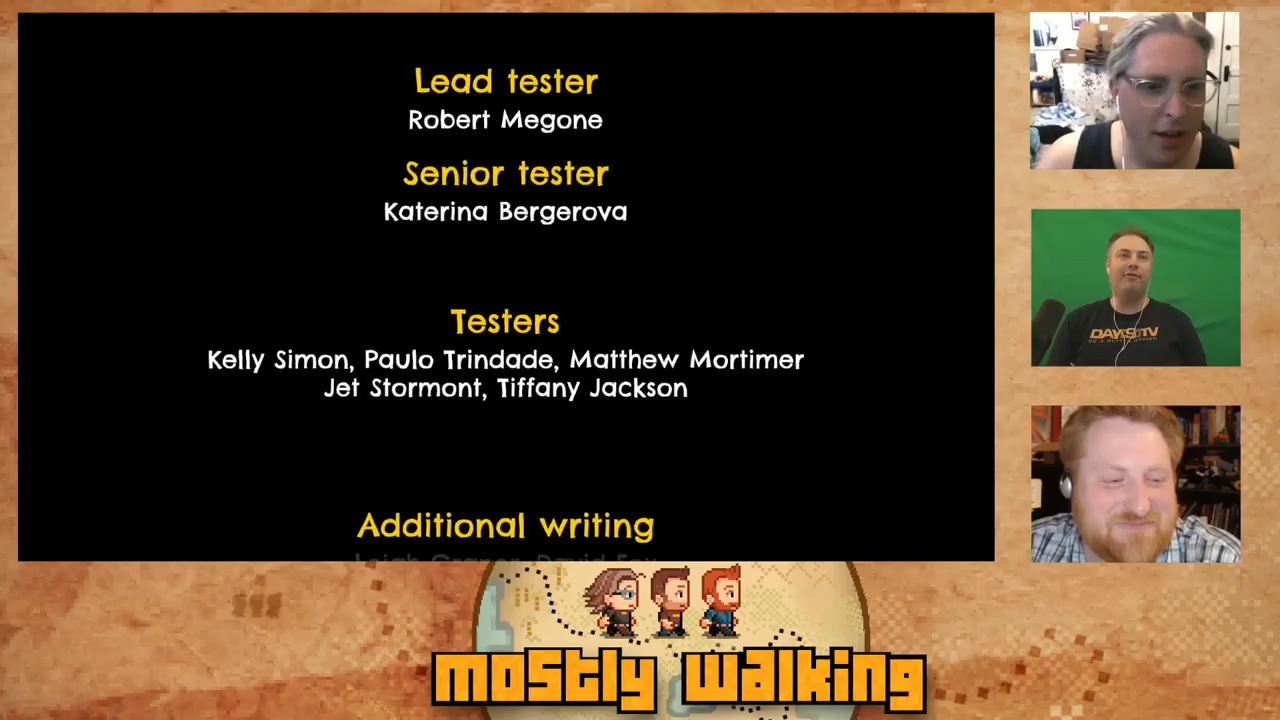 Lead tester
Robert Megone
Senior tester
Katerina Bergerova
Testers
Kelly Simon, Paulo Trindade, Matthew Mortimer
Jet Stormont, Tiffany Jackson
Additional writing
DAY9TV
mostly walking